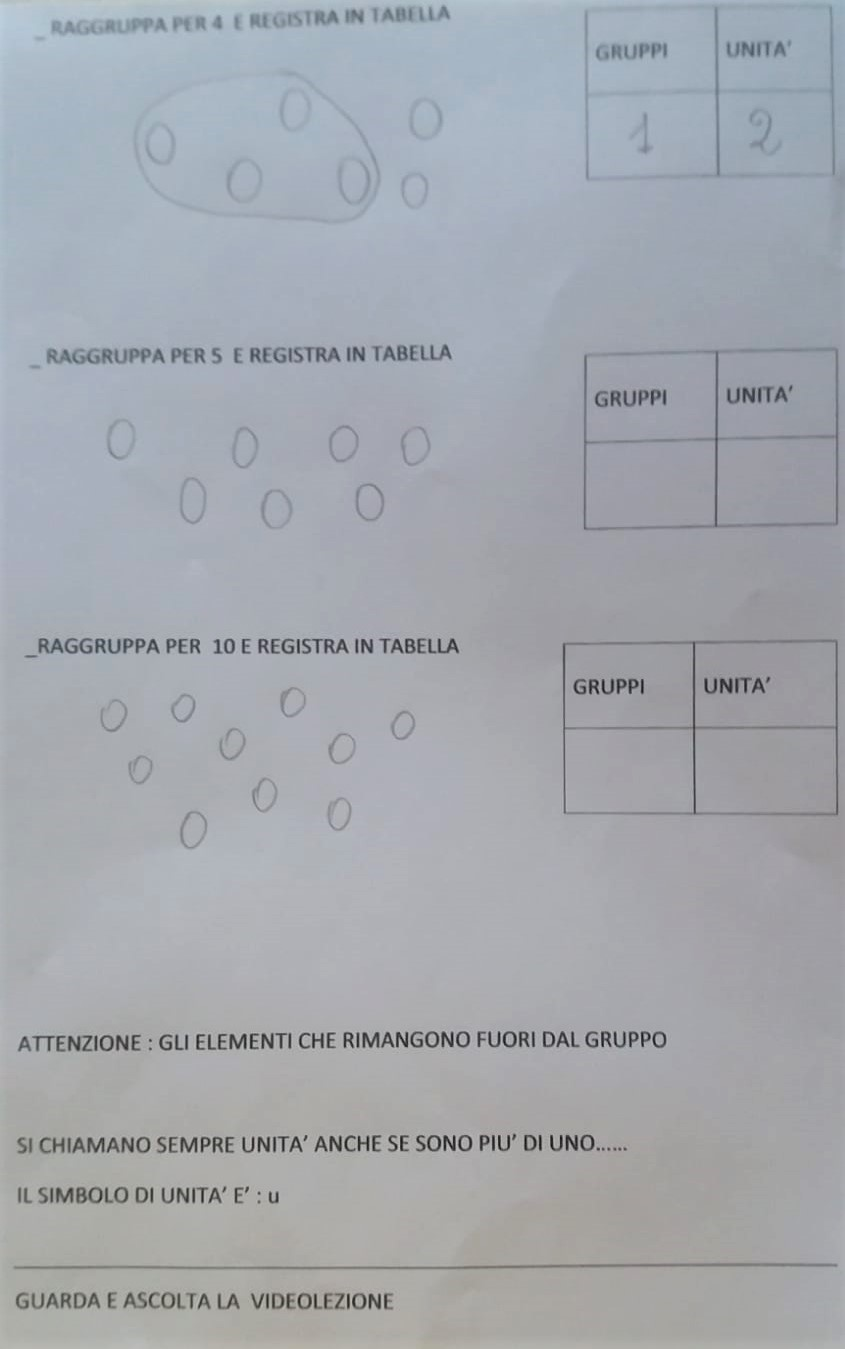 _ RAGGRUPPA PER 4 E REGISTRA IN TABELLA
GRUPPI UNITA'
1 2
_ RAGGRUPPA PER 5 E REGISTRA IN TABELLA
GRUPPI UNITA'
_RAGGRUPPA PER 10 E REGISTRA IN TABELLA
GRUPPI UNITA'
ATTENZIONE : GLI ELEMENTI CHE RIMANGONO FUORI DAL GRUPPO
SI CHIAMANO SEMPRE UNITA' ANCHE SE SONO PIU' DI UNO......
IL SIMBOLO DI UNITA' E' : u
GUARDA E ASCOLTA LA VIDEOLEZIONE